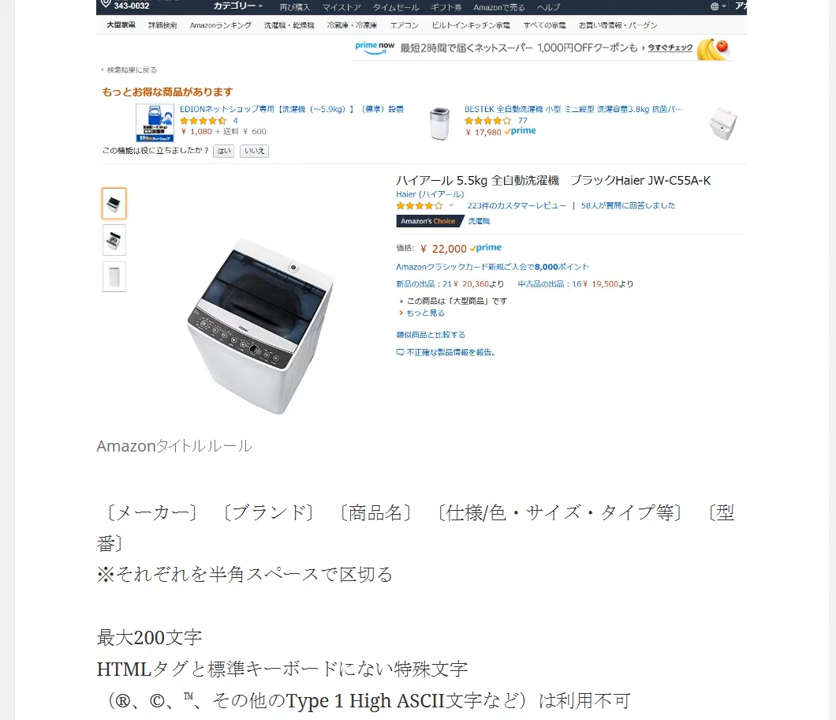 343-0032
カテゴリー
再び購入 マイストア タイムセール ギフト券 Amazonで売る ヘルプ
大型家電 詳細検索 Amazonランキング 洗濯機・乾燥機 冷蔵庫・冷凍庫 エアコン ビルトインキッチン家電 すべての家電 お買い得情報・バーゲン
prime now 最短2時間で届くネットスーパー 1,000円OFFクーポンも › 今すぐチェック
‹ 検索結果に戻る
もっとお得な商品があります
EDIONネットショップ専用【洗濯機（～5.9kg）】（標準）設置
4
¥ 1,080 + 送料 ¥ 600
BESTEK 全自動洗濯機 小型 ミニ縦型 洗濯容量3.8kg 抗菌パ…
77
¥ 17,980 prime
この機能は役に立ちましたか？ はい いいえ
ハイアール 5.5kg 全自動洗濯機　ブラックHaier JW-C55A-K
Haier (ハイアール)
223件のカスタマーレビュー | 58人が質問に回答しました
Amazon's Choice 洗濯機
価格: ¥ 22,000 prime
Amazonクラシックカード新規ご入会で8,000ポイント
新品の出品：21¥ 20,360より 中古品の出品：16¥ 19,500より
この商品は「大型商品」です
もっと見る
類似商品と比較する
不正確な製品情報を報告。
Haier
Amazonタイトルルール
〔メーカー〕 〔ブランド〕 〔商品名〕 〔仕様/色・サイズ・タイプ等〕 〔型
番〕
※それぞれを半角スペースで区切る
最大200文字
HTMLタグと標準キーボードにない特殊文字
（®、©、™、その他のType 1 High ASCII文字など）は利用不可